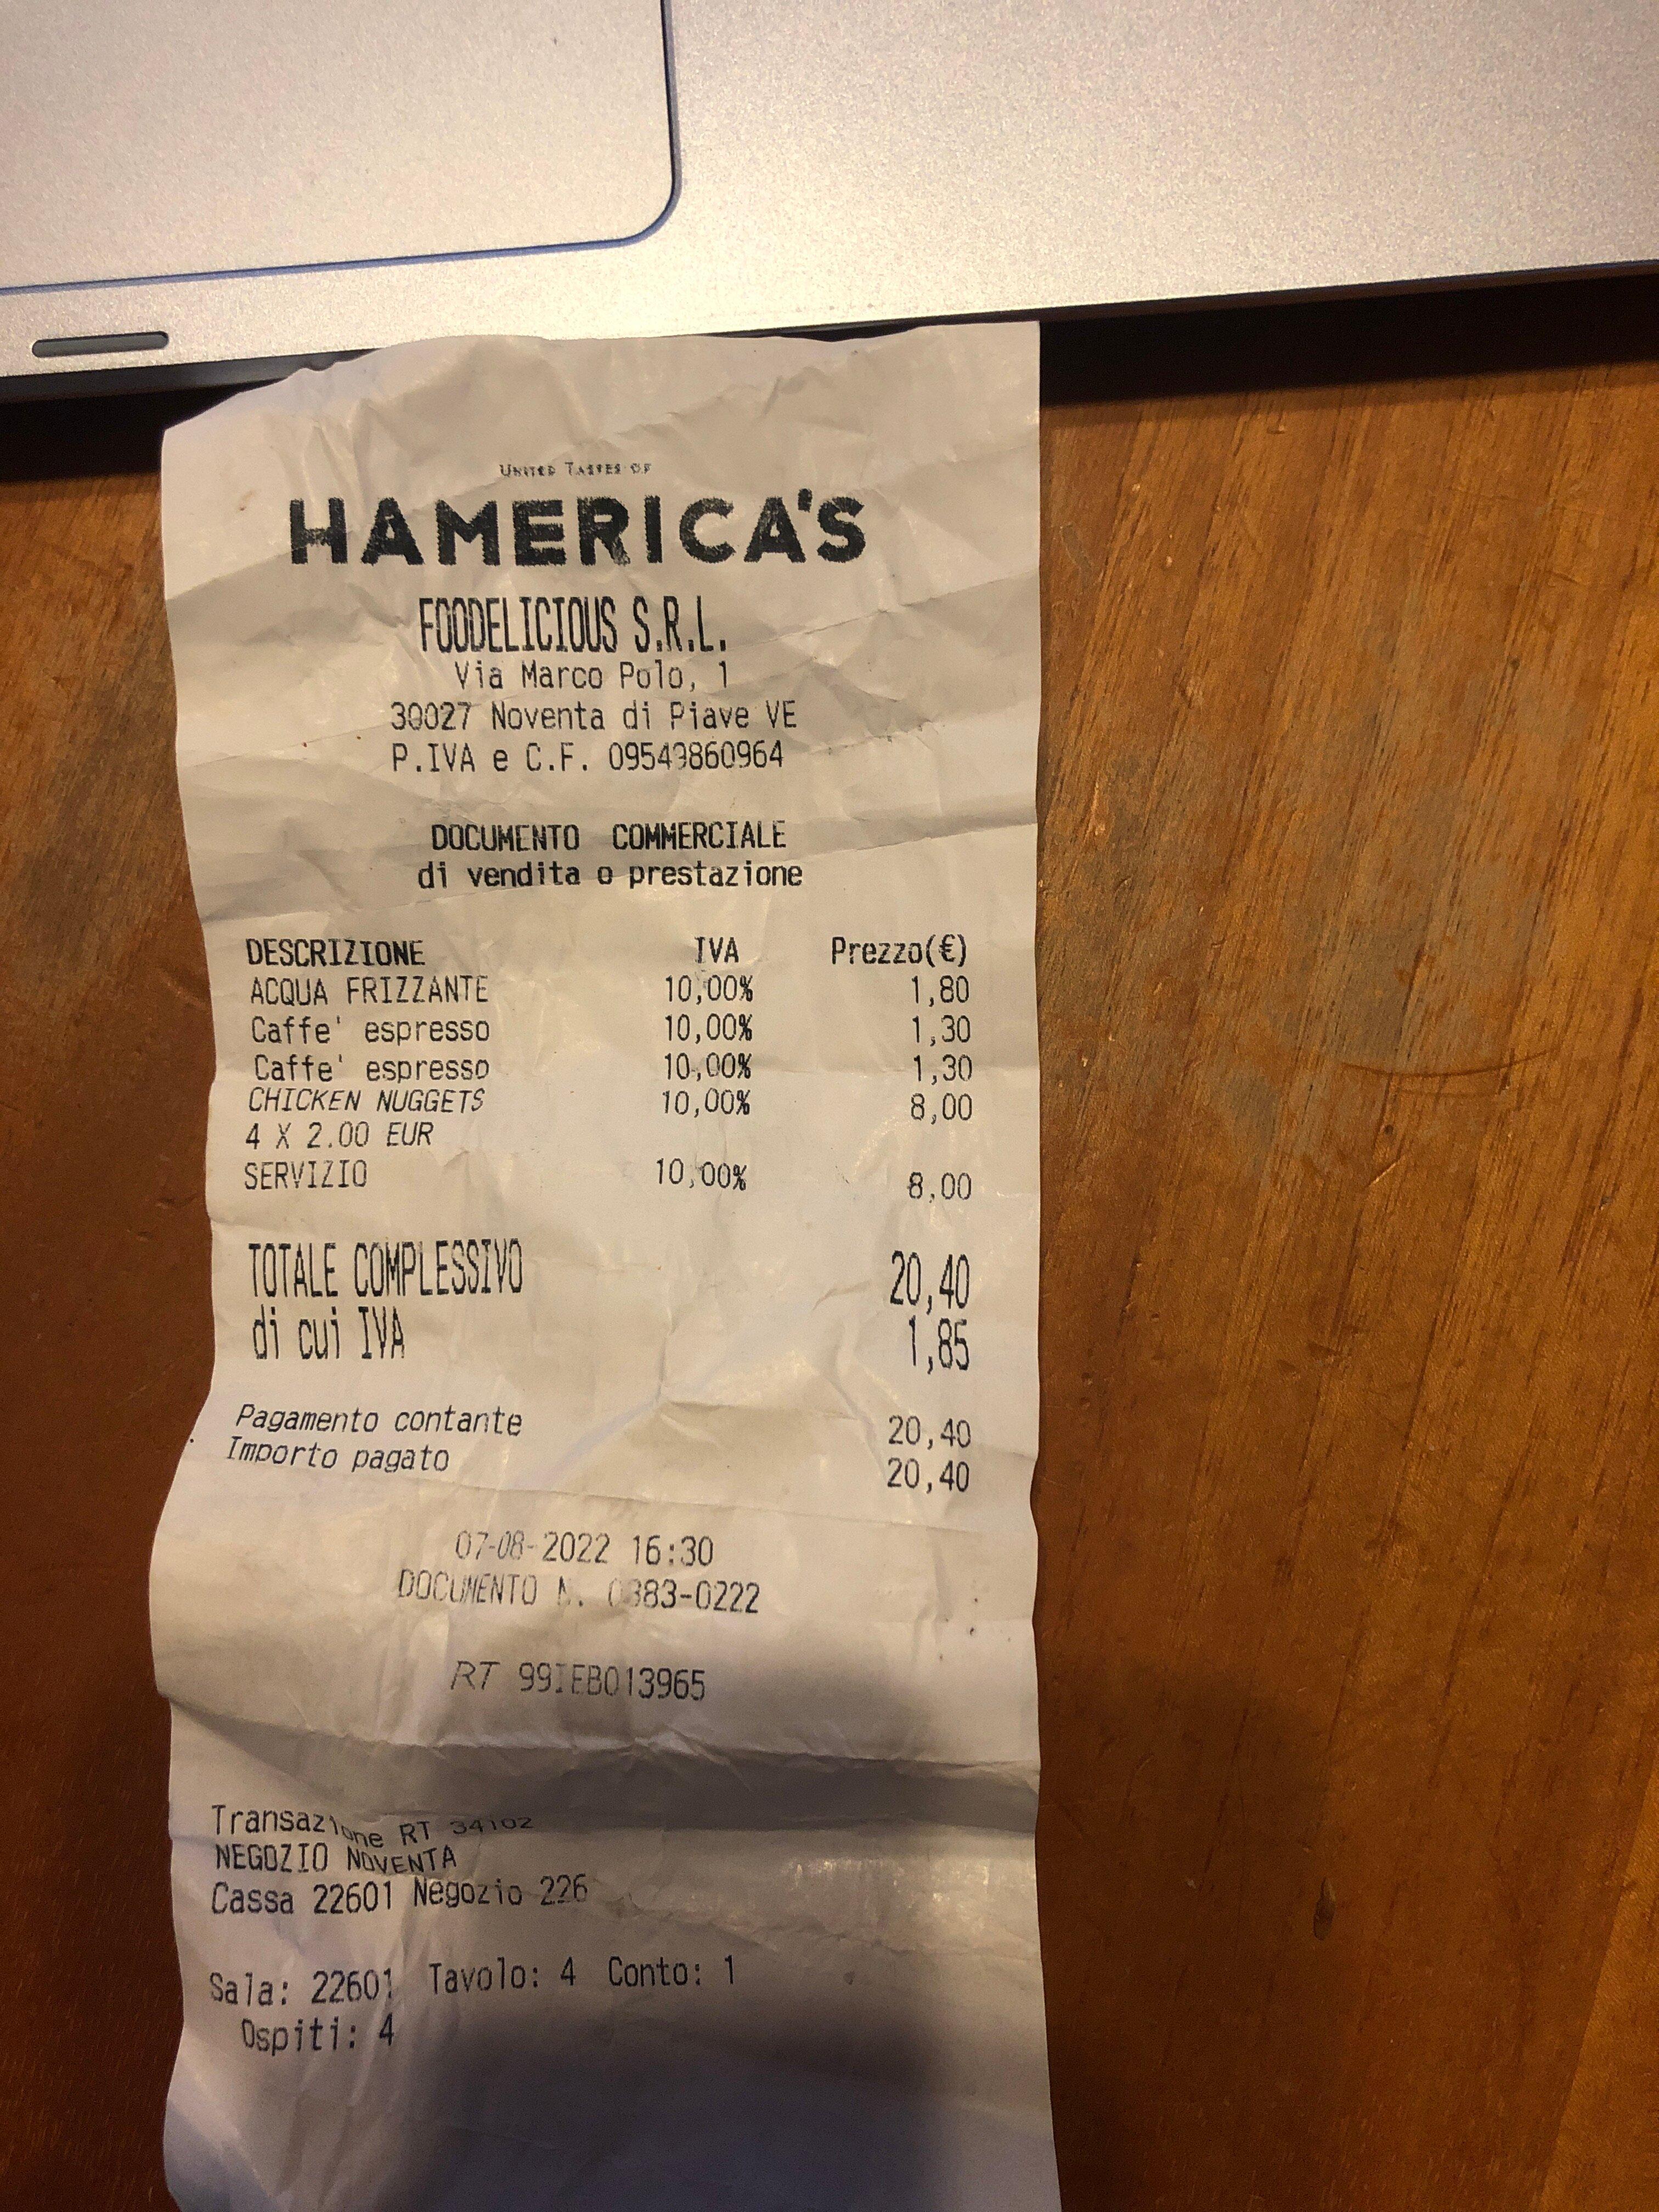 UNITED TASTES OF
HAMERICA'S
FOODELICIOUS S.R.L.
Via Marco Polo, 1
30027 Noventa di Piave VE
P.IVA e C.F. 09549860964
DOCUMENTO COMMERCIALE
di vendita o prestazione
DESCRIZIONE IVA Prezzo(€)
ACQUA FRIZZANTE 10,00% 1,80
Caffe' espresso 10,00% 1,30
Caffe' espresso 10,00% 1,30
CHICKEN NUGGETS 10,00% 8,00
4 X 2.00 EUR
SERVIZIO 10,00% 8,00
TOTALE COMPLESSIVO 20,40
di cui IVA 1,85
Pagamento contante 20,40
Importo pagato 20,40
07-08-2022 16:30
DOCUMENTO N. 0383-0222
RT 99IEB013965
Transazione RT 34102
NEGOZIO NOVENTA
Cassa 22601 Negozio 226
Sala: 22601 Tavolo: 4 Conto: 1
Ospiti: 4